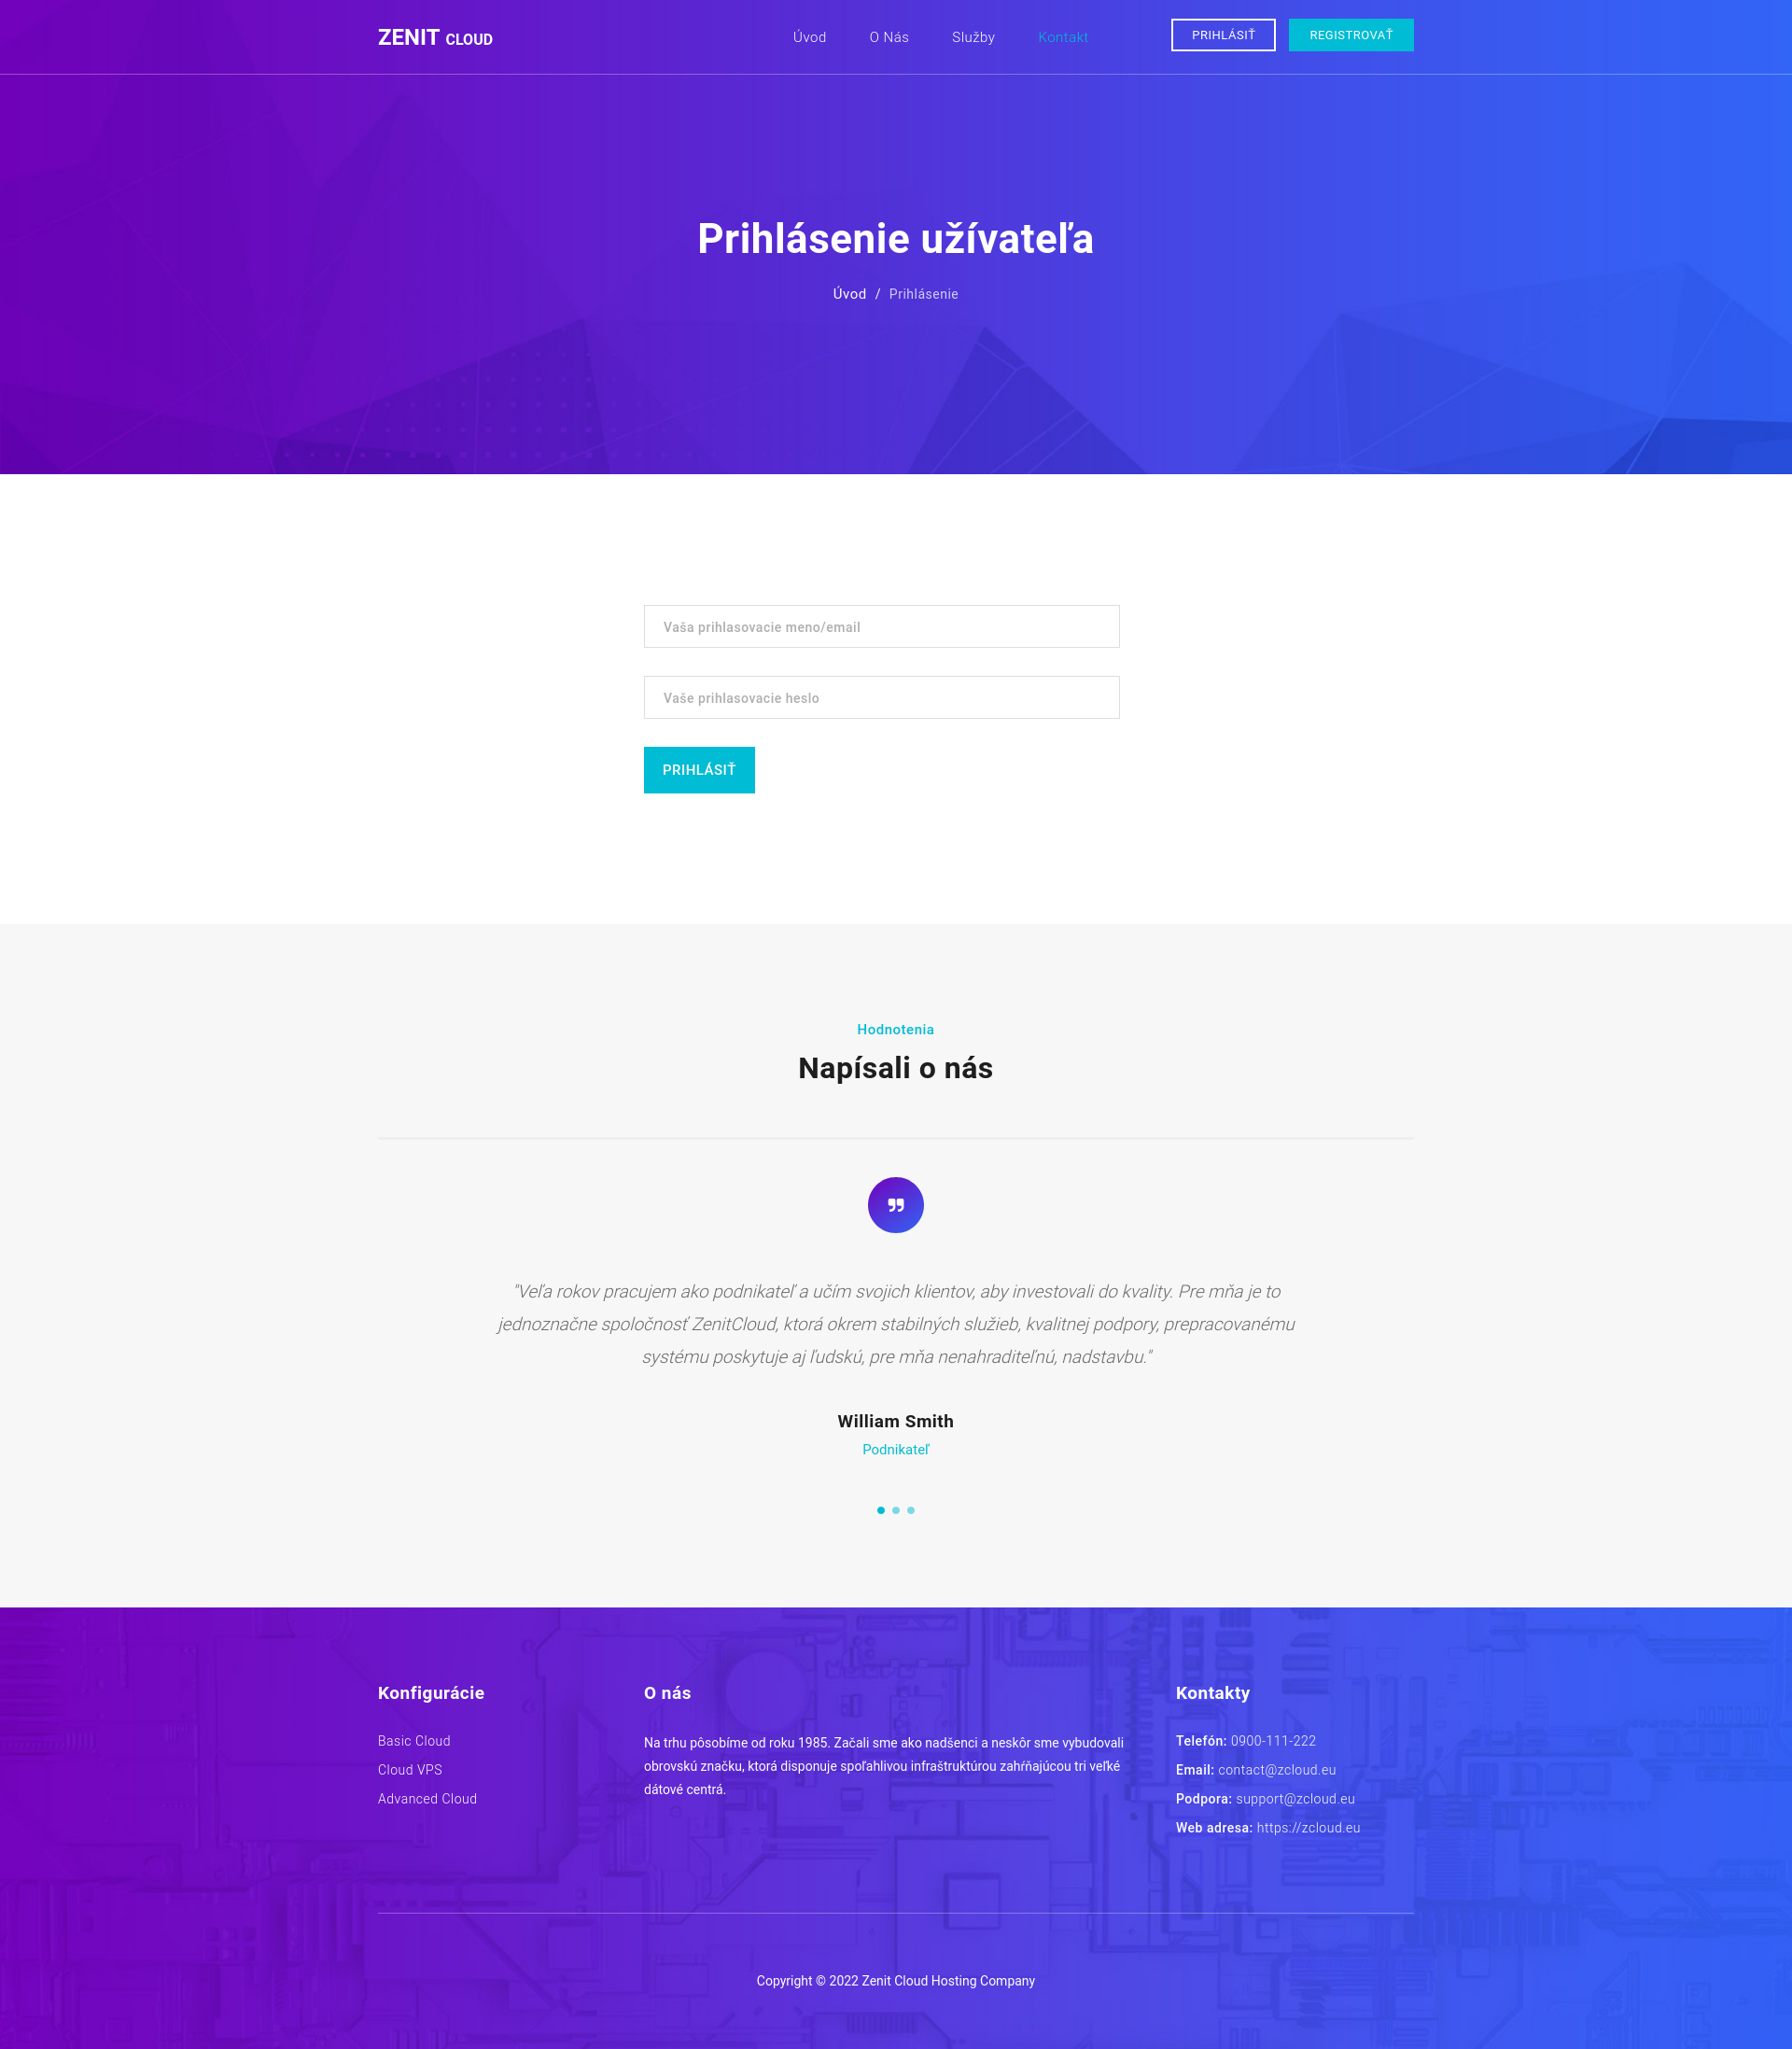 ZENIT CLOUD
Úvod
O Nás
Služby
Kontakt
PRIHLÁSIŤ
REGISTROVAŤ
Prihlásenie užívateľa
Úvod / Prihlásenie
Vaša prihlasovacie meno/email
Vaše prihlasovacie heslo
PRIHLÁSIŤ
Hodnotenia
Napísali o nás
"Veľa rokov pracujem ako podnikateľ a učím svojich klientov, aby investovali do kvality. Pre mňa je to
jednoznačne spoločnosť ZenitCloud, ktorá okrem stabilných služieb, kvalitnej podpory, prepracovanému
systému poskytuje aj ľudskú, pre mňa nenahraditeľnú, nadstavbu."
William Smith
Podnikateľ
Konfigurácie
Basic Cloud
Cloud VPS
Advanced Cloud
O nás
Na trhu pôsobíme od roku 1985. Začali sme ako nadšenci a neskôr sme vybudovali
obrovskú značku, ktorá disponuje spoľahlivou infraštruktúrou zahŕňajúcou tri veľké
dátové centrá.
Kontakty
Telefón: 0900-111-222
Email: contact@zcloud.eu
Podpora: support@zcloud.eu
Web adresa: https://zcloud.eu
Copyright © 2022 Zenit Cloud Hosting Company